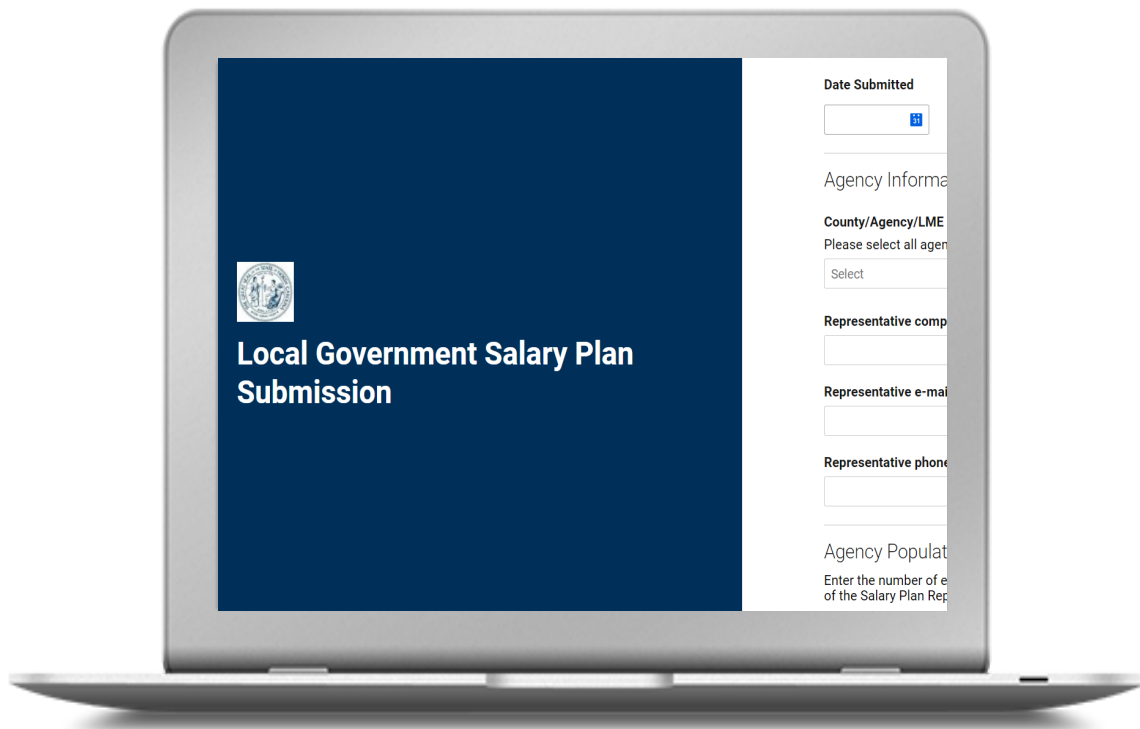 Local Government Salary Plan
Submission
Date Submitted
31
Agency Informa
County/Agency/LME
Please select all agen
Select
Representative comp
Representative e-mai
Representative phone
Agency Populat
Enter the number of e
of the Salary Plan Rep